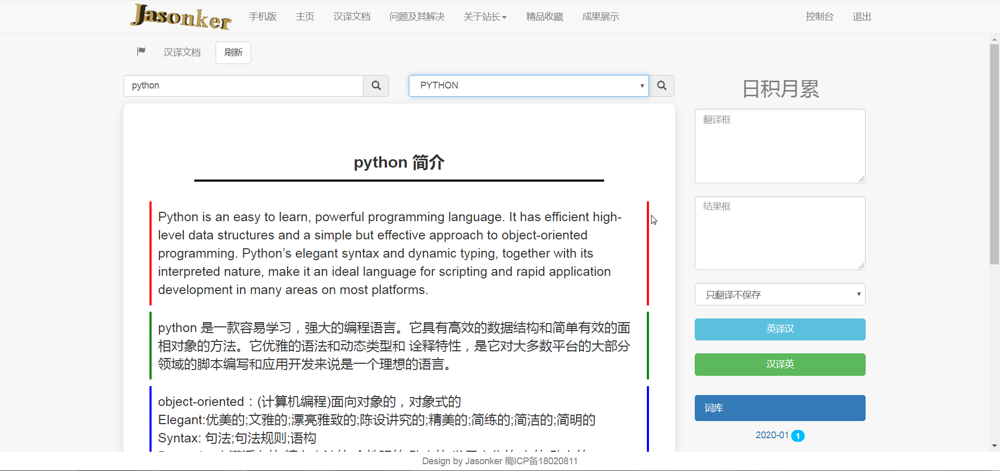 Jasonker
手机版 主页 汉译文档 问题及其解决 关于站长 精品收藏 成果展示 控制台 退出
汉译文档 刷新
python
PYTHON
python 简介
Python is an easy to learn, powerful programming language. It has efficient high-
level data structures and a simple but effective approach to object-oriented
programming. Python’s elegant syntax and dynamic typing, together with its
interpreted nature, make it an ideal language for scripting and rapid application
development in many areas on most platforms.
python 是一款容易学习，强大的编程语言。它具有高效的数据结构和简单有效的面
相对象的方法。它优雅的语法和动态类型和 诠释特性，是它对大多数平台的大部分
领域的脚本编写和应用开发来说是一个理想的语言。
object-oriented：(计算机编程)面向对象的，对象式的
Elegant:优美的;文雅的;漂亮雅致的;陈设讲究的;精美的;简练的;简洁的;简明的
Syntax: 句法;句法规则;语构
日积月累
翻译框
结果框
只翻译不保存
英译汉
汉译英
词库
2020-01 1
Design by Jasonker 蜀ICP备18020811